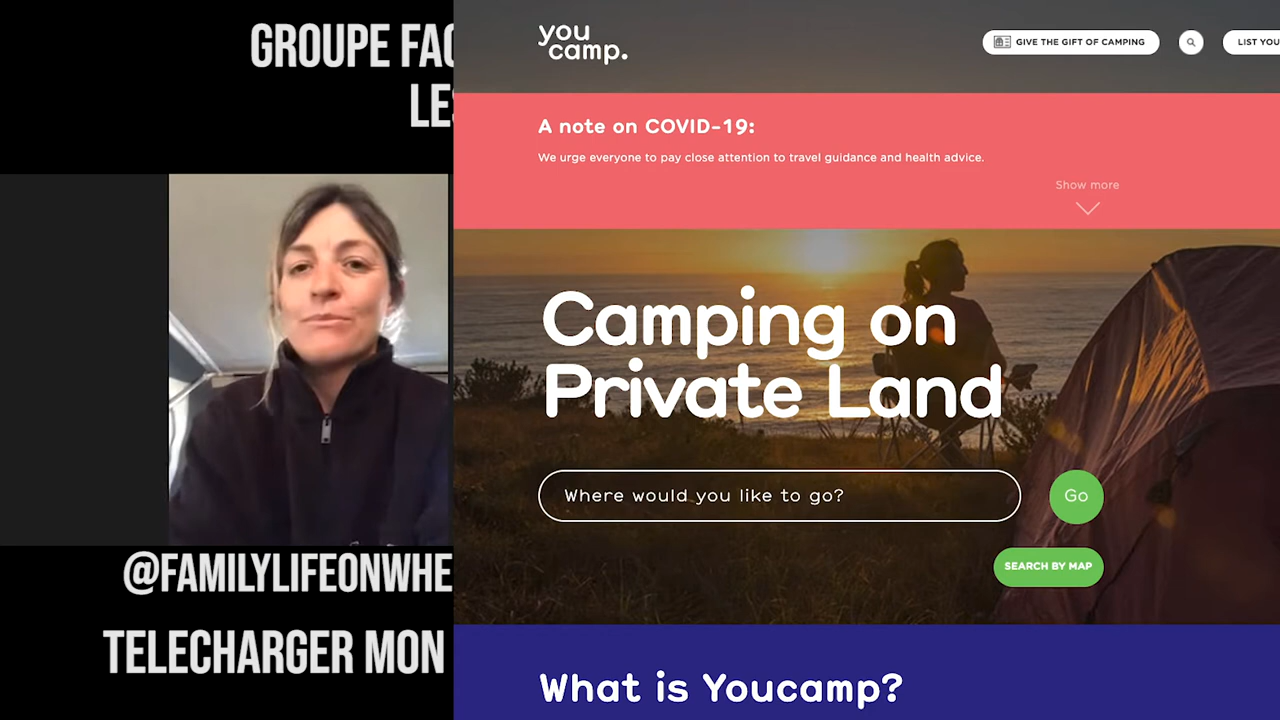 GROUPE FAC
LES
@FAMILYLIFEONWHE
TELECHARGER MON
you
camp.
GIVE THE GIFT OF CAMPING
LIST YOU
A note on COVID-19:
We urge everyone to pay close attention to travel guidance and health advice.
Show more
Camping on
Private Land
Where would you like to go?
Go
SEARCH BY MAP
What is Youcamp?